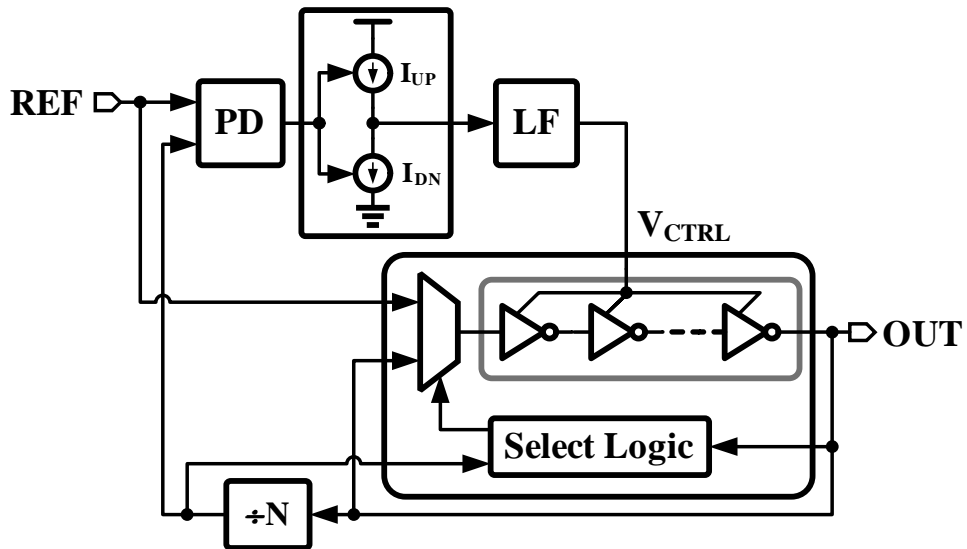 I_UP
REF
PD
LF
I_DN
V_CTRL
OUT
Select Logic
÷N